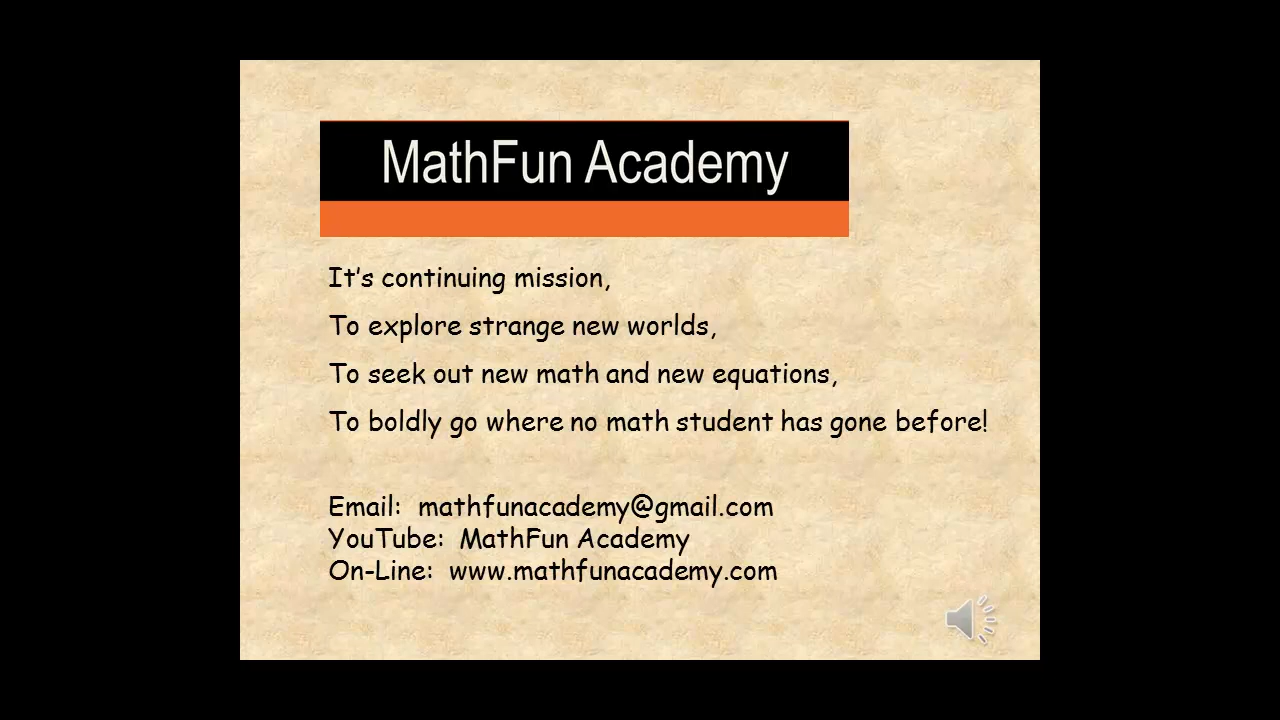 MathFun Academy
It's continuing mission,
To explore strange new worlds,
To seek out new math and new equations,
To boldly go where no math student has gone before!
Email:  mathfunacademy@gmail.com
YouTube:  MathFun Academy
On-Line:  www.mathfunacademy.com